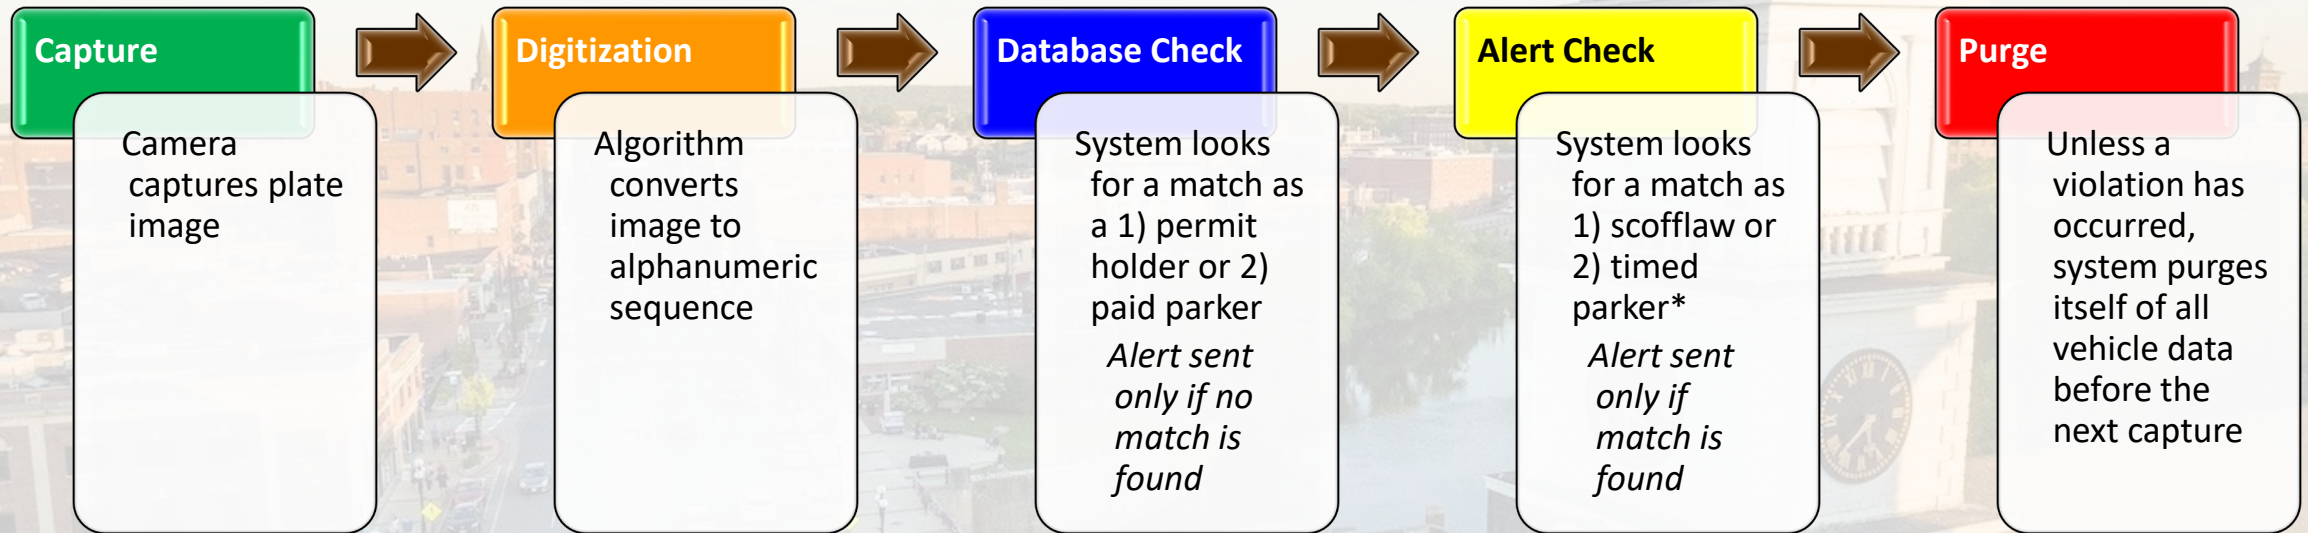 Capture
Camera
captures plate
image
Digitization
Algorithm
converts
image to
alphanumeric
sequence
Database Check
System looks
for a match as
a 1) permit
holder or 2)
paid parker
Alert sent
only if no
match is
found
Alert Check
System looks
for a match as
1) scofflaw or
2) timed
parker*
Alert sent
only if
match is
found
Purge
Unless a
violation has
occurred,
system purges
itself of all
vehicle data
before the
next capture